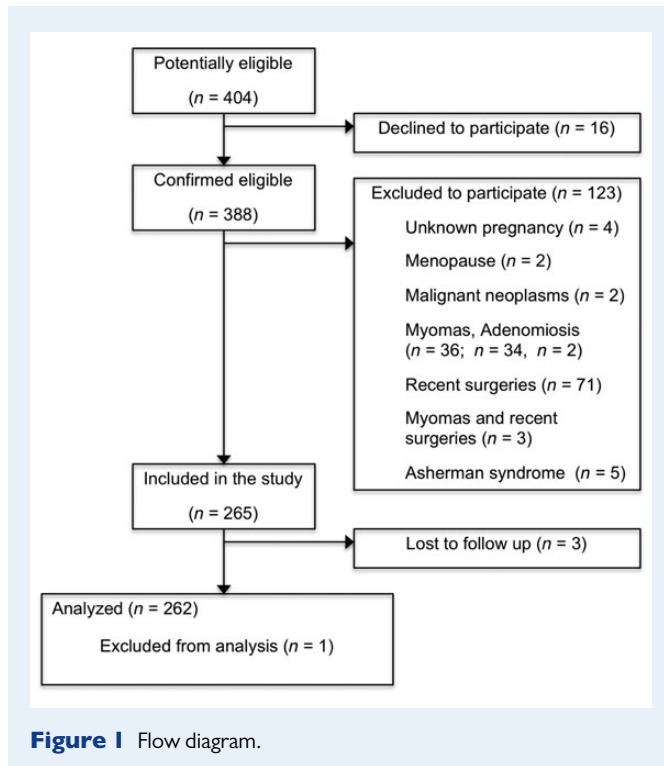 Potentially eligible
(n = 404)
Declined to participate (n = 16)
Confirmed eligible
(n = 388)
Excluded to participate (n = 123)
Unknown pregnancy (n = 4)
Menopause (n = 2)
Malignant neoplasms (n = 2)
Myomas, Adenomiosis
(n = 36; n = 34, n = 2)
Recent surgeries (n = 71)
Myomas and recent
surgeries (n = 3)
Asherman syndrome (n = 5)
Included in the study
(n = 265)
Lost to follow up (n = 3)
Analyzed (n = 262)
Excluded from analysis (n = 1)
Figure 1 Flow diagram.